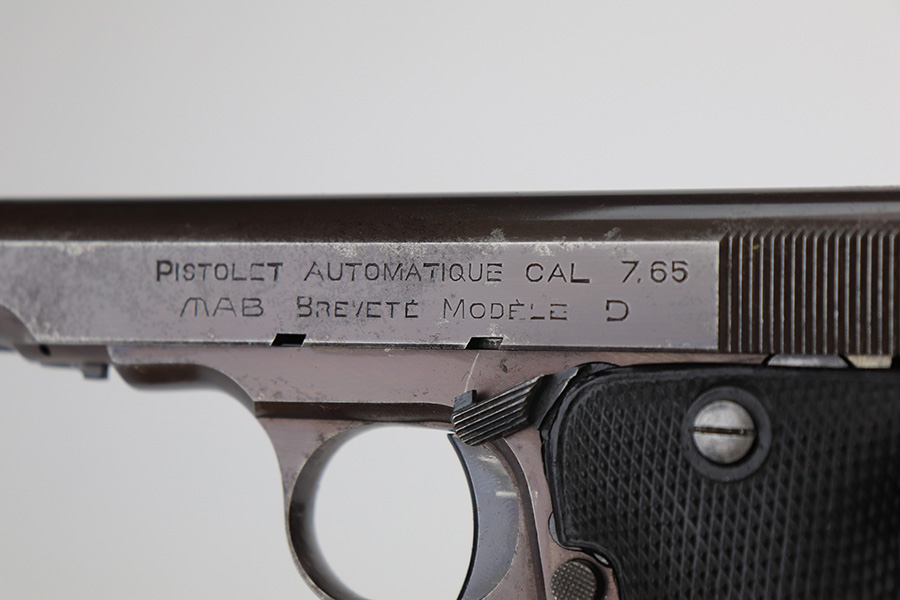 PISTOLET AUTOMATIQUE CAL 7,65
MAB BREVETÉ MODÈLE D